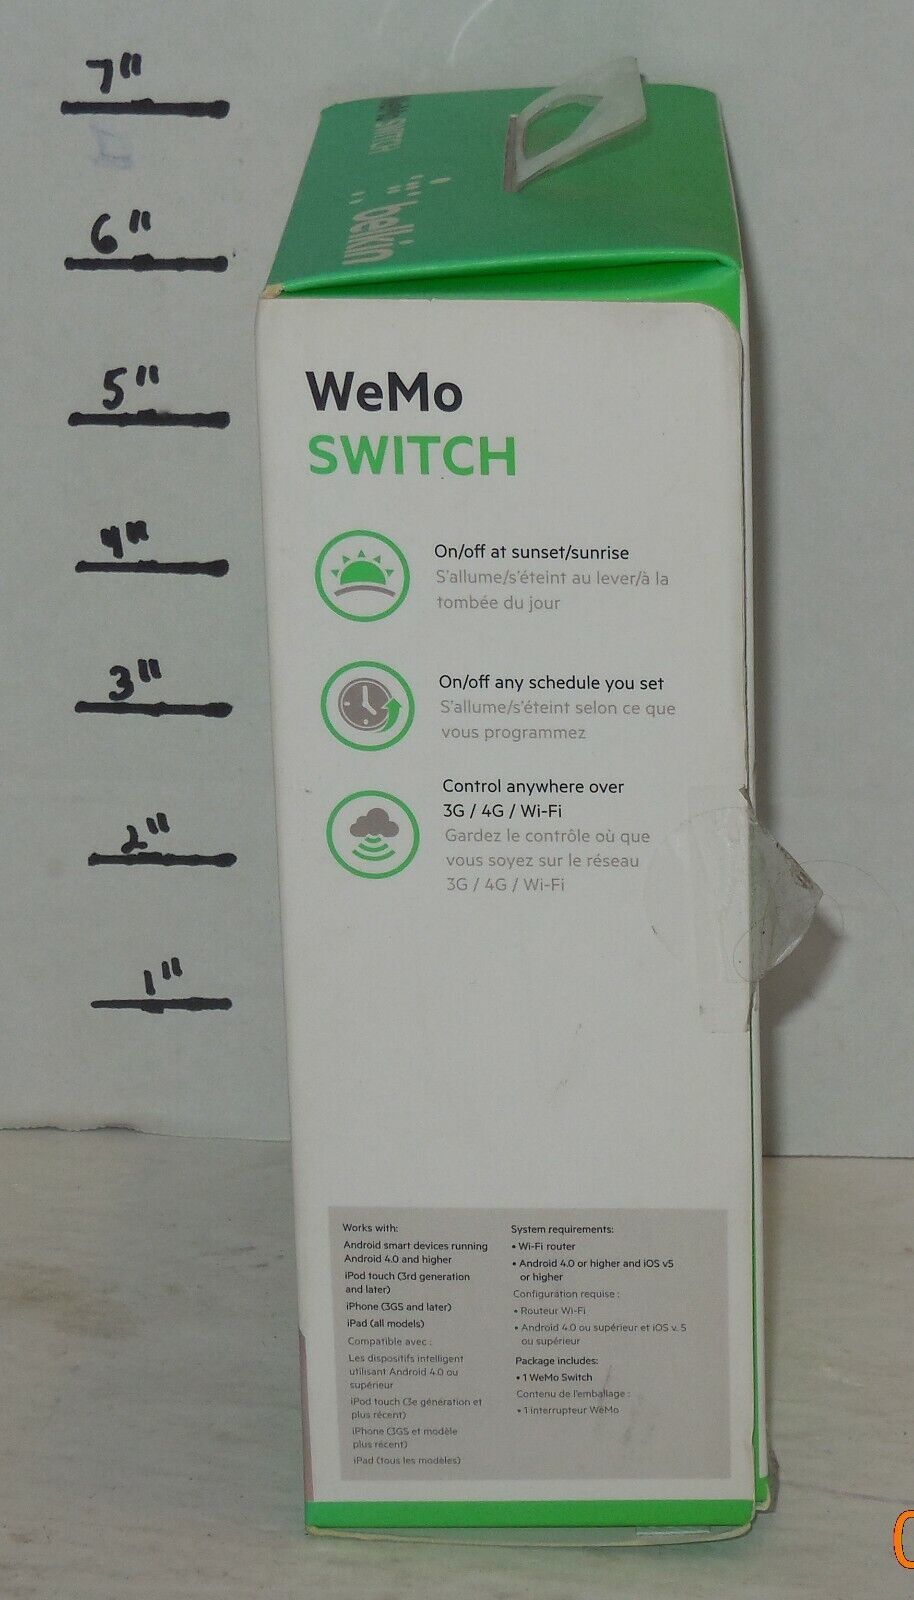 7"
6"
5"
4"
3"
2"
1"
SWITCH
belkin
WeMo
SWITCH
On/off at sunset/sunrise
S'allume/s'éteint au lever/à la
tombée du jour
On/off any schedule you set
S'allume/s'éteint selon ce que
vous programmez
Control anywhere over
3G / 4G / Wi-Fi
Gardez le contrôle où que
vous soyez sur le réseau
3G / 4G / Wi-Fi
Works with:
Android smart devices running
Android 4.0 and higher
iPod touch (3rd generation
and later)
iPhone (3GS and later)
iPad (all models)
Compatible avec :
Les dispositifs intelligent
utilisant Android 4.0 ou
supérieur
iPod touch (3e génération et
plus récent)
iPhone (3GS et modèle
plus récent)
iPad (tous les modèles)
System requirements:
• Wi-Fi router
• Android 4.0 or higher and iOS v5
or higher
Configuration requise :
• Routeur Wi-Fi
• Android 4.0 ou supérieur et iOS v. 5
ou supérieur
Package includes:
• 1 WeMo Switch
Contenu de l'emballage :
• 1 interrupteur WeMo